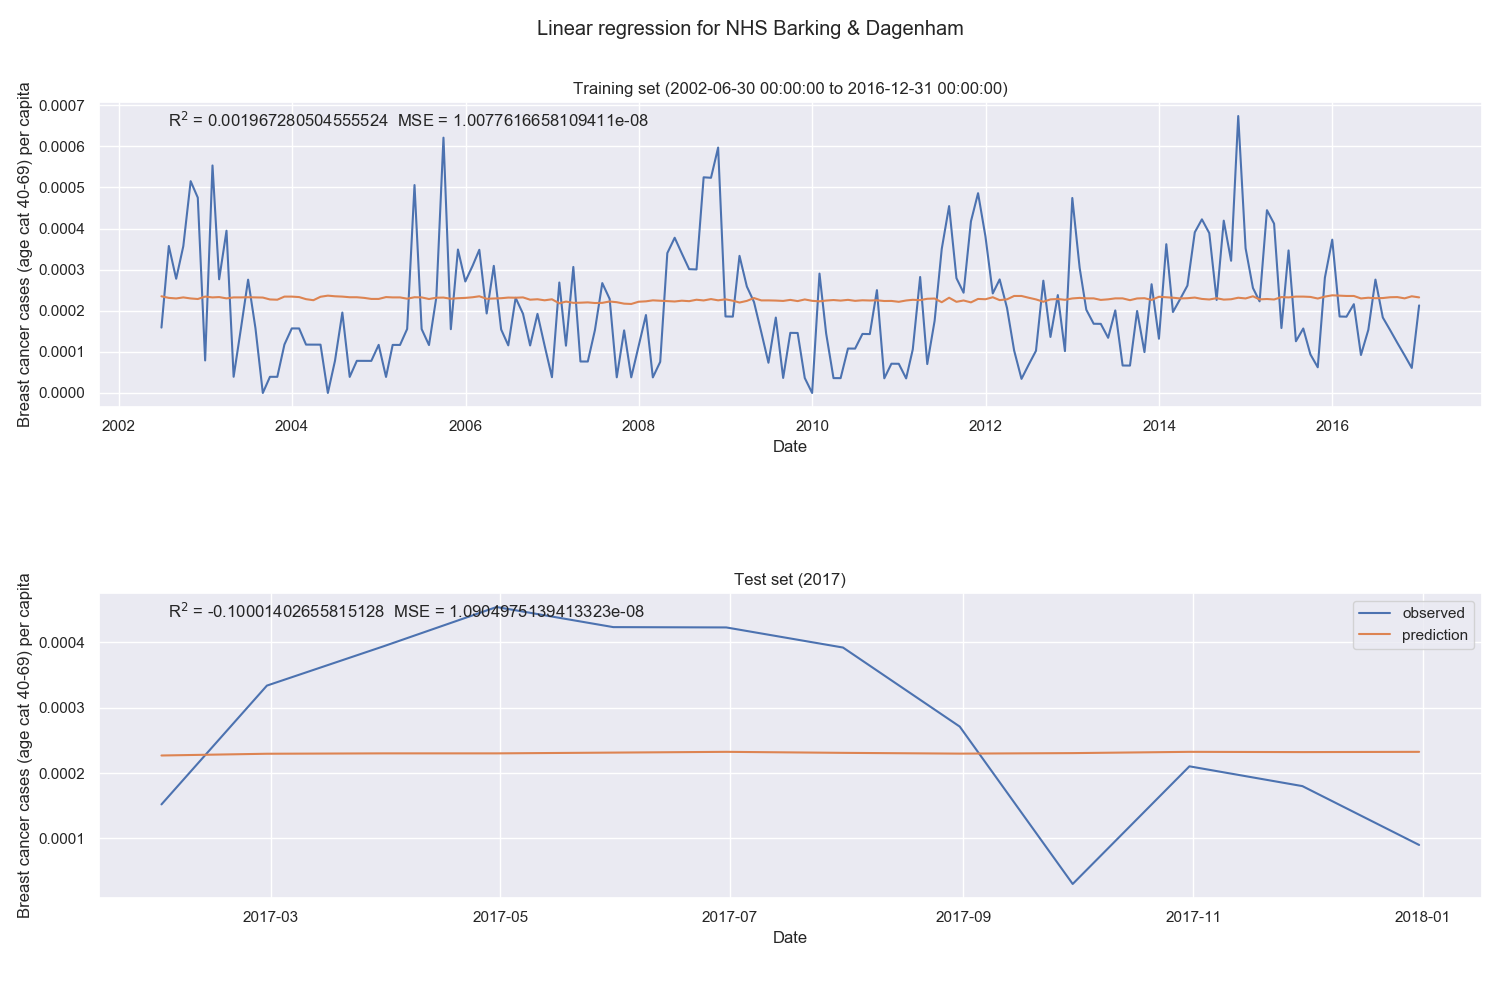 Linear regression for NHS Barking & Dagenham
Training set (2002-06-30 00:00:00 to 2016-12-31 00:00:00)
R² = 0.001967280504555524 MSE = 1.0077616658109411e-08
Breast cancer cases (age cat 40-69) per capita
0.0007
0.0006
0.0005
0.0004
0.0003
0.0002
0.0001
0.0000
2002 2004 2006 2008 2010 2012 2014 2016
Date
Test set (2017)
R² = -0.10001402655815128 MSE = 1.0904975139413323e-08
observed
prediction
Breast cancer cases (age cat 40-69) per capita
0.0004
0.0003
0.0002
0.0001
2017-03 2017-05 2017-07 2017-09 2017-11 2018-01
Date